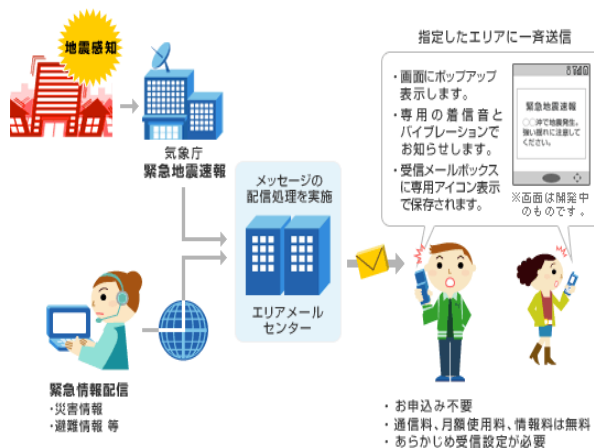 地震感知
気象庁
緊急地震速報
緊急情報配信
・災害情報
・避難情報 等
メッセージの
配信処理を実施
エリアメール
センター
指定したエリアに一斉送信
・画面にポップアップ
表示します。
・専用の着信音と
バイブレーションで
お知らせします。
・受信メールボックス
に専用アイコン表示
で保存されます。
緊急地震速報
○○沖で地震発生。
強い揺れに注意して
ください。
※画面は開発中
のものです。
・お申込み不要
・通信料、月額使用料、情報料は無料
・あらかじめ受信設定が必要